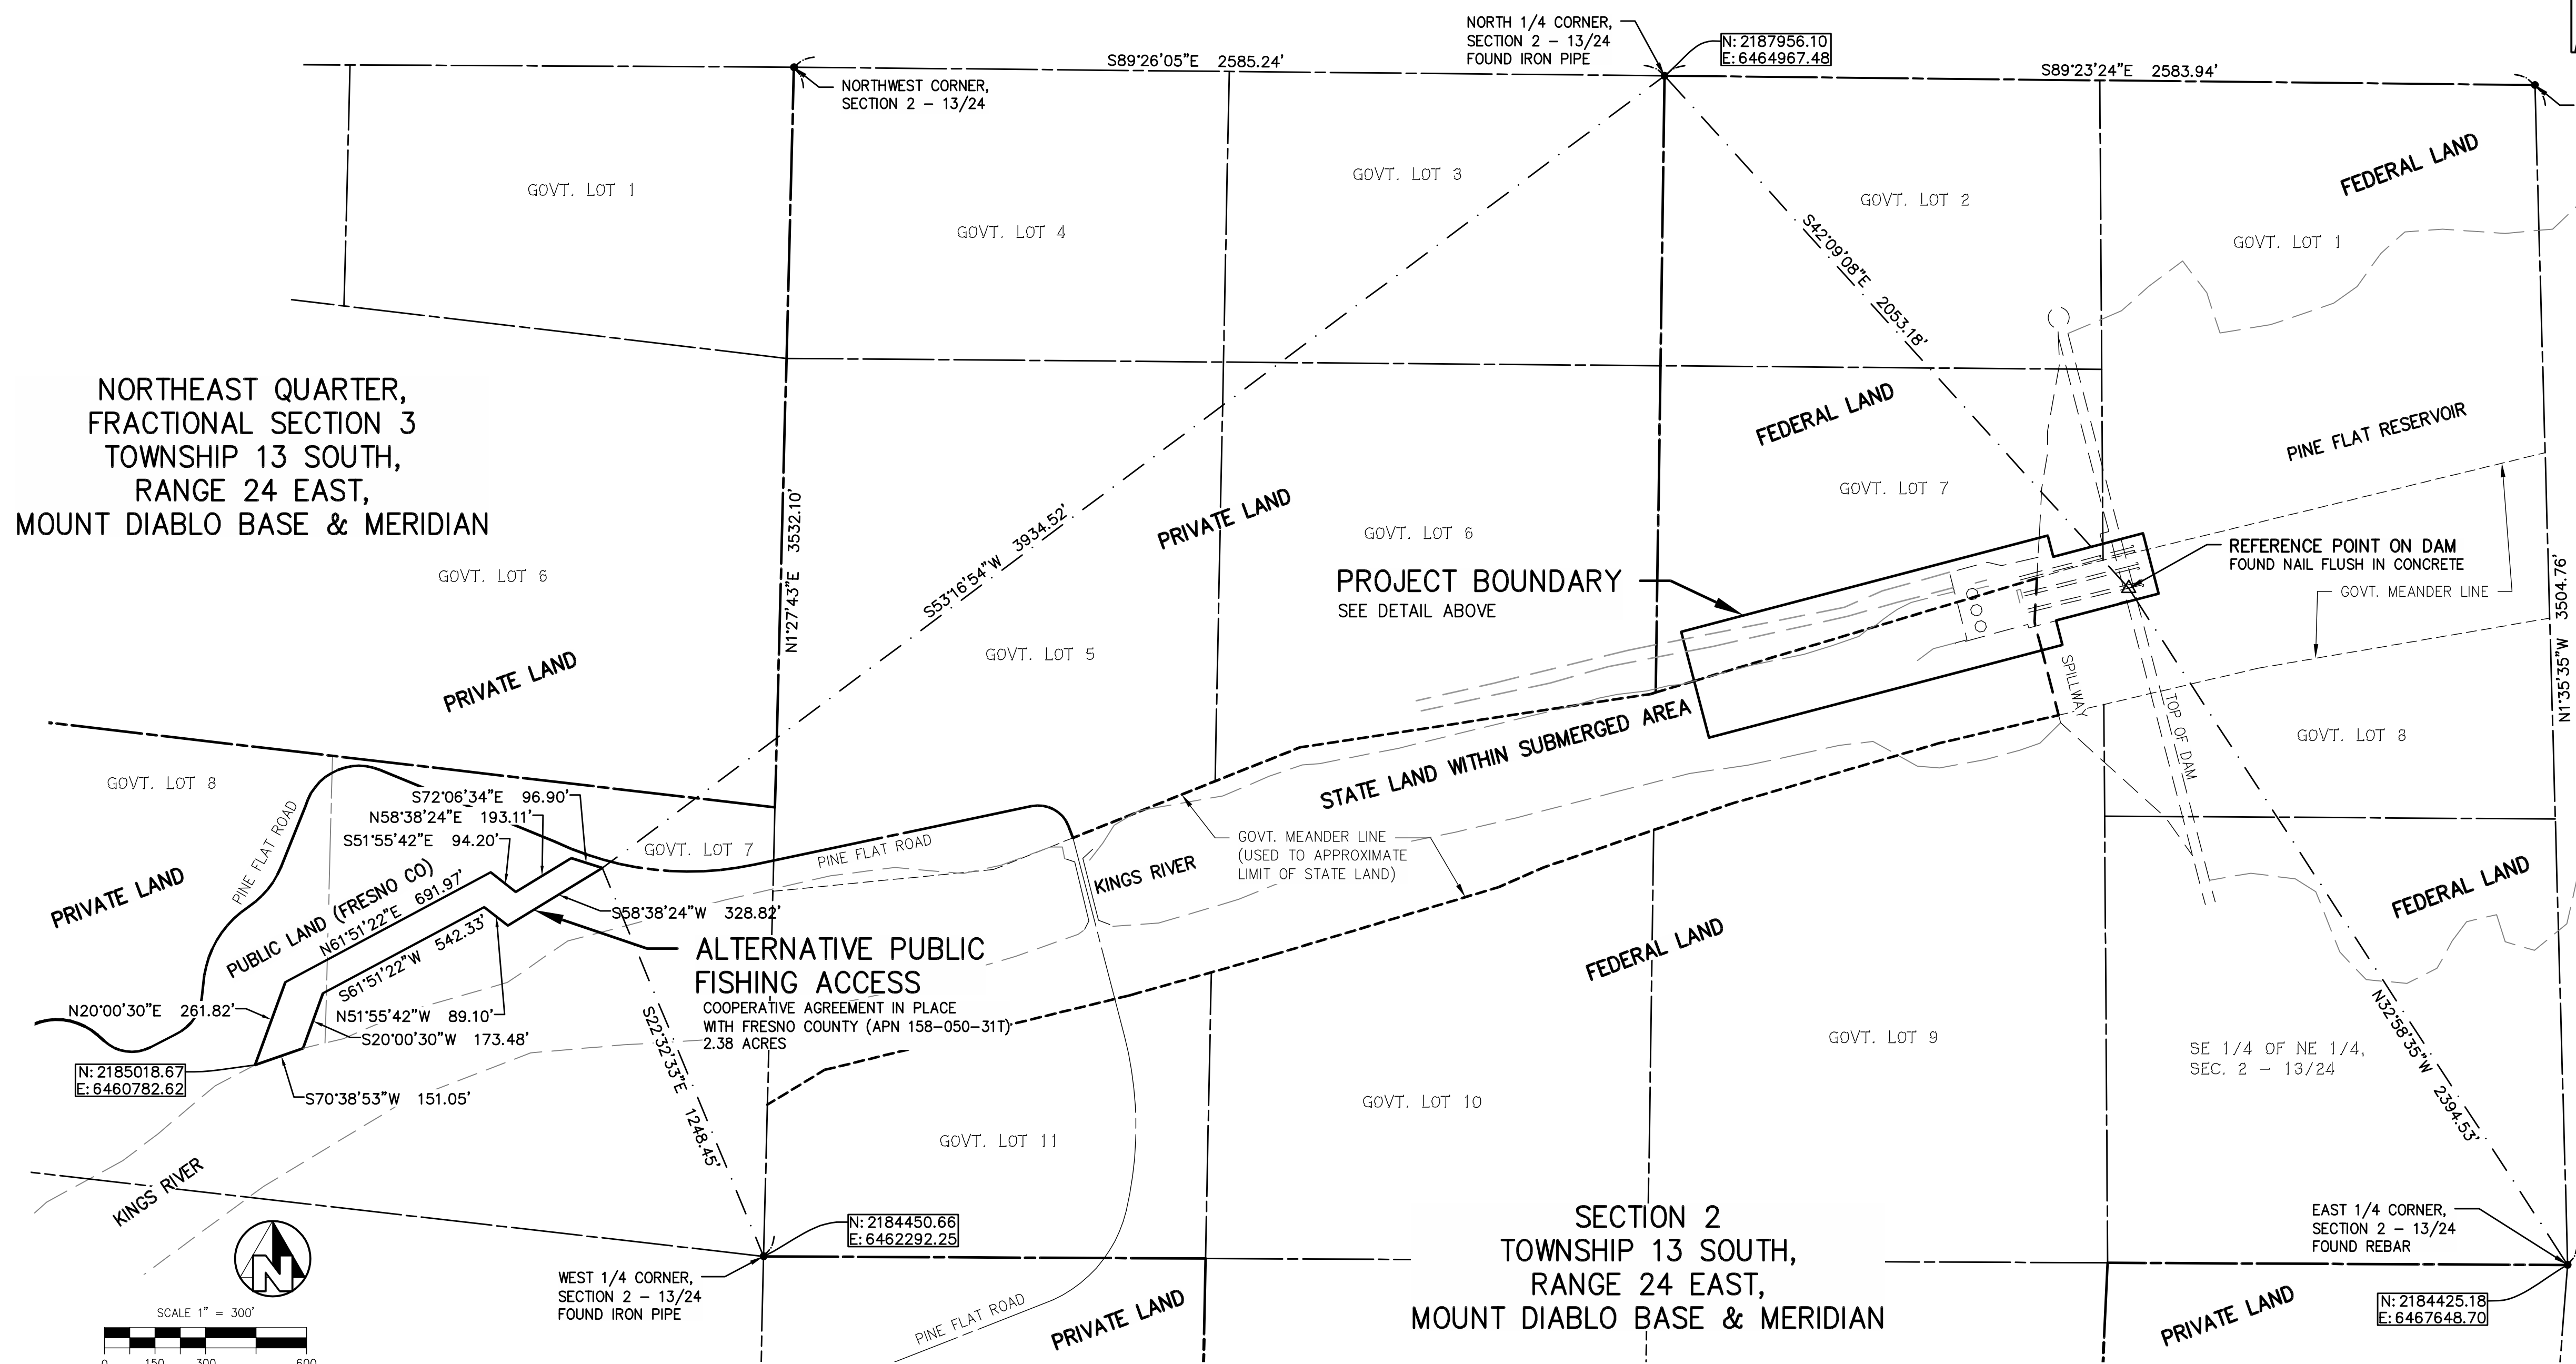 NORTH 1/4 CORNER,
SECTION 2 – 13/24
FOUND IRON PIPE
N: 2187956.10
E: 6464967.48
S89°26'05"E 2585.24'
S89°23'24"E 2583.94'
NORTHWEST CORNER,
SECTION 2 – 13/24
GOVT. LOT 1
GOVT. LOT 4
GOVT. LOT 3
GOVT. LOT 2
FEDERAL LAND
GOVT. LOT 1
S42°09'08"E 2053.18'
NORTHEAST QUARTER,
FRACTIONAL SECTION 3
TOWNSHIP 13 SOUTH,
RANGE 24 EAST,
MOUNT DIABLO BASE & MERIDIAN
GOVT. LOT 6
PRIVATE LAND
N1°27'43"E 3532.10'
S53°16'54"W 3934.52'
PRIVATE LAND
GOVT. LOT 6
GOVT. LOT 5
FEDERAL LAND
GOVT. LOT 7
PINE FLAT RESERVOIR
PROJECT BOUNDARY
SEE DETAIL ABOVE
REFERENCE POINT ON DAM
FOUND NAIL FLUSH IN CONCRETE
GOVT. MEANDER LINE
N1°35'35"W 3504.76'
SPILLWAY
TOP OF DAM
GOVT. LOT 8
STATE LAND WITHIN SUBMERGED AREA
GOVT. LOT 8
PINE FLAT ROAD
PRIVATE LAND
S72°06'34"E 96.90'
N58°38'24"E 193.11'
S51°55'42"E 94.20'
GOVT. LOT 7
PINE FLAT ROAD
PUBLIC LAND (FRESNO CO)
N61°51'22"E 691.97'
S61°51'22"W 542.33'
S58°38'24"W 328.82'
N20°00'30"E 261.82'
N51°55'42"W 89.10'
S20°00'30"W 173.48'
N: 2185018.67
E: 6460782.62
S70°38'53"W 151.05'
KINGS RIVER
GOVT. MEANDER LINE
(USED TO APPROXIMATE
LIMIT OF STATE LAND)
KINGS RIVER
ALTERNATIVE PUBLIC
FISHING ACCESS
COOPERATIVE AGREEMENT IN PLACE
WITH FRESNO COUNTY (APN 158–050–31T)
2.38 ACRES
S22°32'33"E 1248.45'
FEDERAL LAND
FEDERAL LAND
GOVT. LOT 9
GOVT. LOT 10
GOVT. LOT 11
SE 1/4 OF NE 1/4,
SEC. 2 – 13/24
N32°58'35"W 2394.53'
N: 2184450.66
E: 6462292.25
WEST 1/4 CORNER,
SECTION 2 – 13/24
FOUND IRON PIPE
PINE FLAT ROAD
PRIVATE LAND
SECTION 2
TOWNSHIP 13 SOUTH,
RANGE 24 EAST,
MOUNT DIABLO BASE & MERIDIAN
EAST 1/4 CORNER,
SECTION 2 – 13/24
FOUND REBAR
N: 2184425.18
E: 6467648.70
PRIVATE LAND
N
SCALE 1" = 300'
0 150 300 600